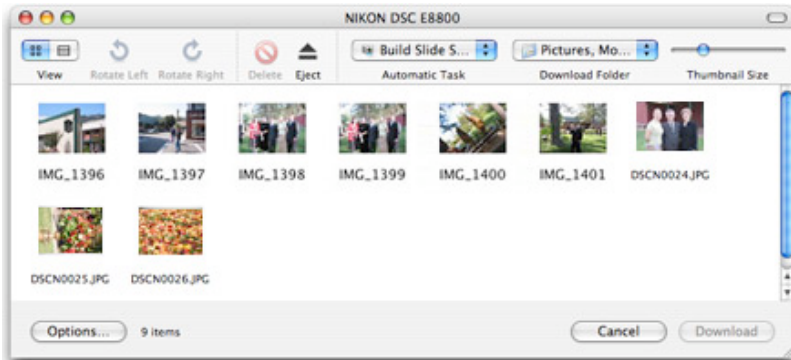 NIKON DSC E8800
Build Slide S...
Pictures, Mo...
View
Rotate Left
Rotate Right
Delete
Eject
Automatic Task
Download Folder
Thumbnail Size
IMG_1396
IMG_1397
IMG_1398
IMG_1399
IMG_1400
IMG_1401
DSCN0024.JPG
DSCN0025.JPG
DSCN0026.JPG
Options...
9 items
Cancel
Download